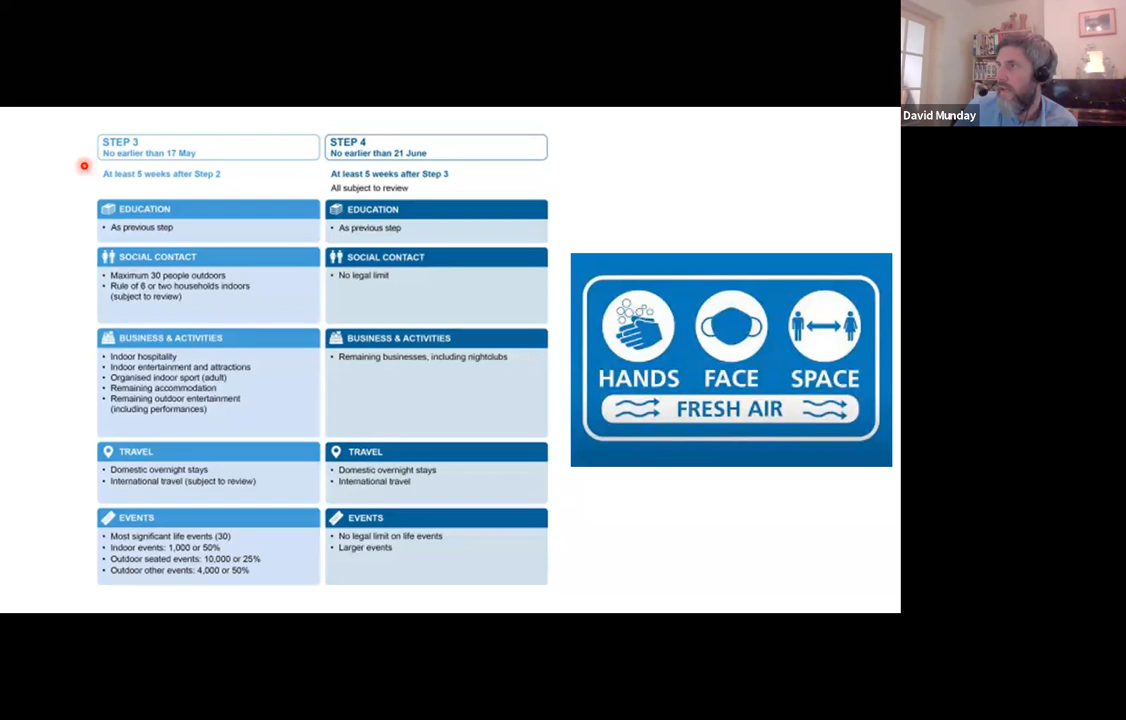 David Munday
STEP 3
No earlier than 17 May
At least 5 weeks after Step 2
EDUCATION
• As previous step
SOCIAL CONTACT
• Maximum 30 people outdoors
• Rule of 6 or two households indoors
(subject to review)
BUSINESS & ACTIVITIES
• Indoor hospitality
• Indoor entertainment and attractions
• Organised indoor sport (adult)
• Remaining accommodation
• Remaining outdoor entertainment
(including performances)
TRAVEL
• Domestic overnight stays
• International travel (subject to review)
EVENTS
• Most significant life events (30)
• Indoor events: 1,000 or 50%
• Outdoor seated events: 10,000 or 25%
• Outdoor other events: 4,000 or 50%
STEP 4
No earlier than 21 June
At least 5 weeks after Step 3
All subject to review
EDUCATION
• As previous step
SOCIAL CONTACT
• No legal limit
BUSINESS & ACTIVITIES
• Remaining businesses, including nightclubs
TRAVEL
• Domestic overnight stays
• International travel
EVENTS
• No legal limit on life events
• Larger events
HANDS FACE SPACE
FRESH AIR